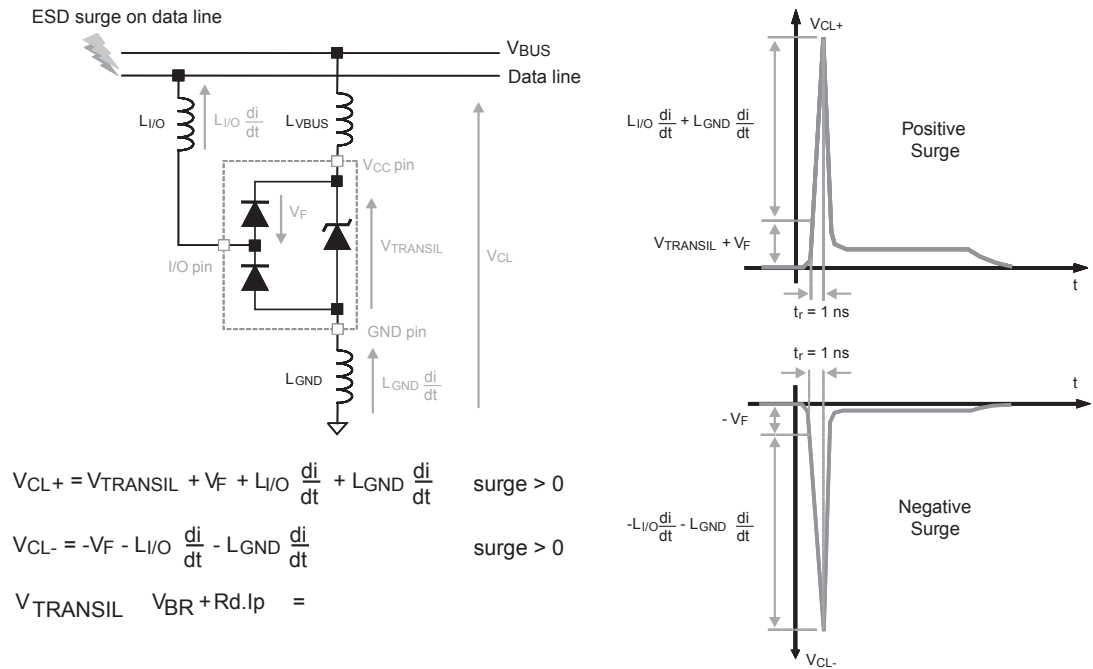 ESD surge on data line
VBUS
Data line
LI/O
LI/O di/dt
LVBUS
VCC pin
VF
VTRANSIL
VCL
I/O pin
GND pin
LGND
LGND di/dt
VCL+ = VTRANSIL + VF + LI/O di/dt + LGND di/dt surge > 0
VCL- = -VF - LI/O di/dt - LGND di/dt surge > 0
VTRANSIL VBR + Rd.Ip =
VCL+
LI/O di/dt + LGND di/dt
Positive
Surge
VTRANSIL + VF
t
tr = 1 ns
tr = 1 ns
t
- VF
-LI/O di/dt - LGND di/dt
Negative
Surge
VCL-